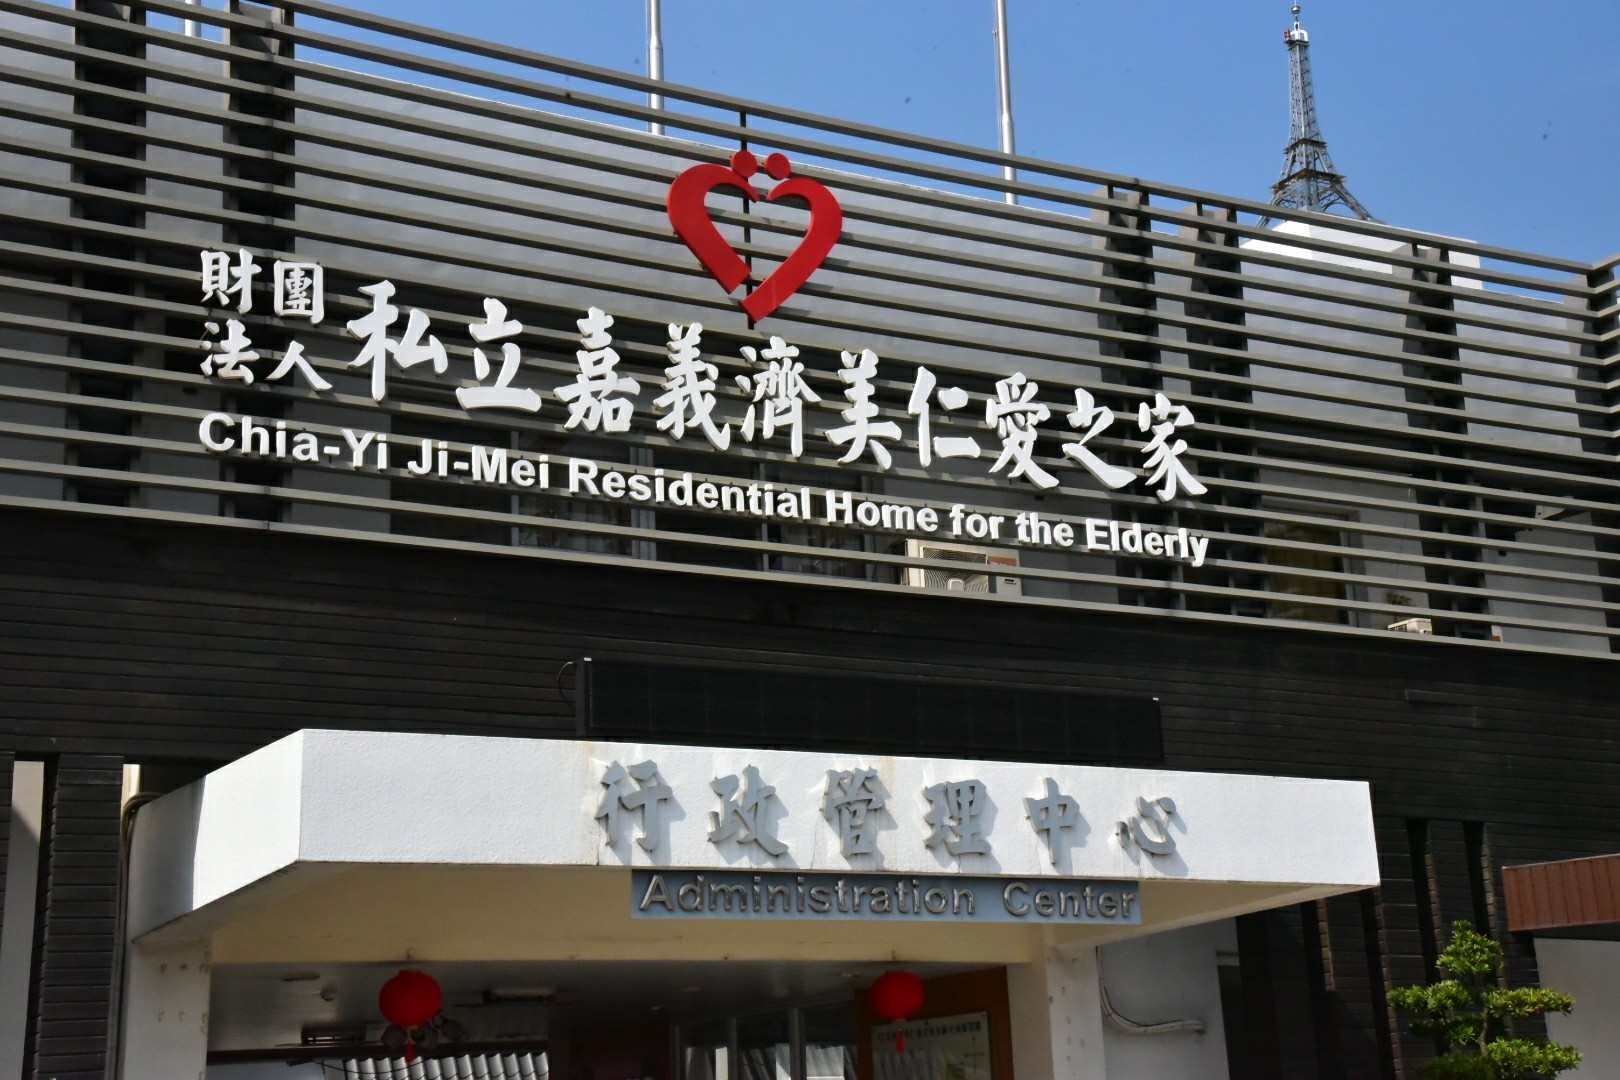 財團法人私立嘉義濟美仁愛之家
Chia-Yi Ji-Mei Residential Home for the Elderly
行政管理中心
Administration Center